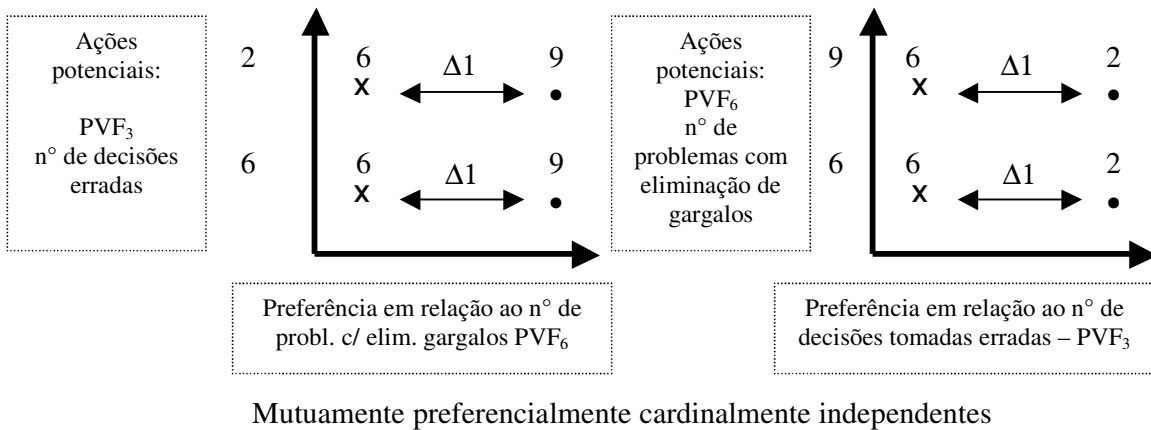 Ações
potenciais:
PVF3
n° de decisões
erradas
2
6
9
Δ1
x
•
6
6
9
Δ1
x
•
Preferência em relação ao n° de
probl. c/ elim. gargalos PVF6
Ações
potenciais:
PVF6
n° de
problemas com
eliminação de
gargalos
9
6
2
Δ1
x
•
6
6
2
Δ1
x
•
Preferência em relação ao n° de
decisões tomadas erradas – PVF3
Mutuamente preferencialmente cardinalmente independentes